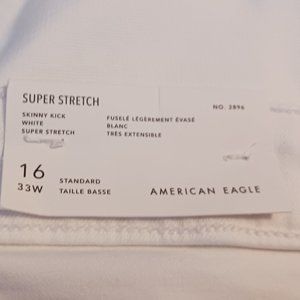 SUPER STRETCH
NO. 2896
SKINNY KICK
WHITE
SUPER STRETCH
FUSELÉ LÉGÈREMENT ÉVASÉ
BLANC
TRÈS EXTENSIBLE
16
33W
STANDARD
TAILLE BASSE
AMERICAN EAGLE